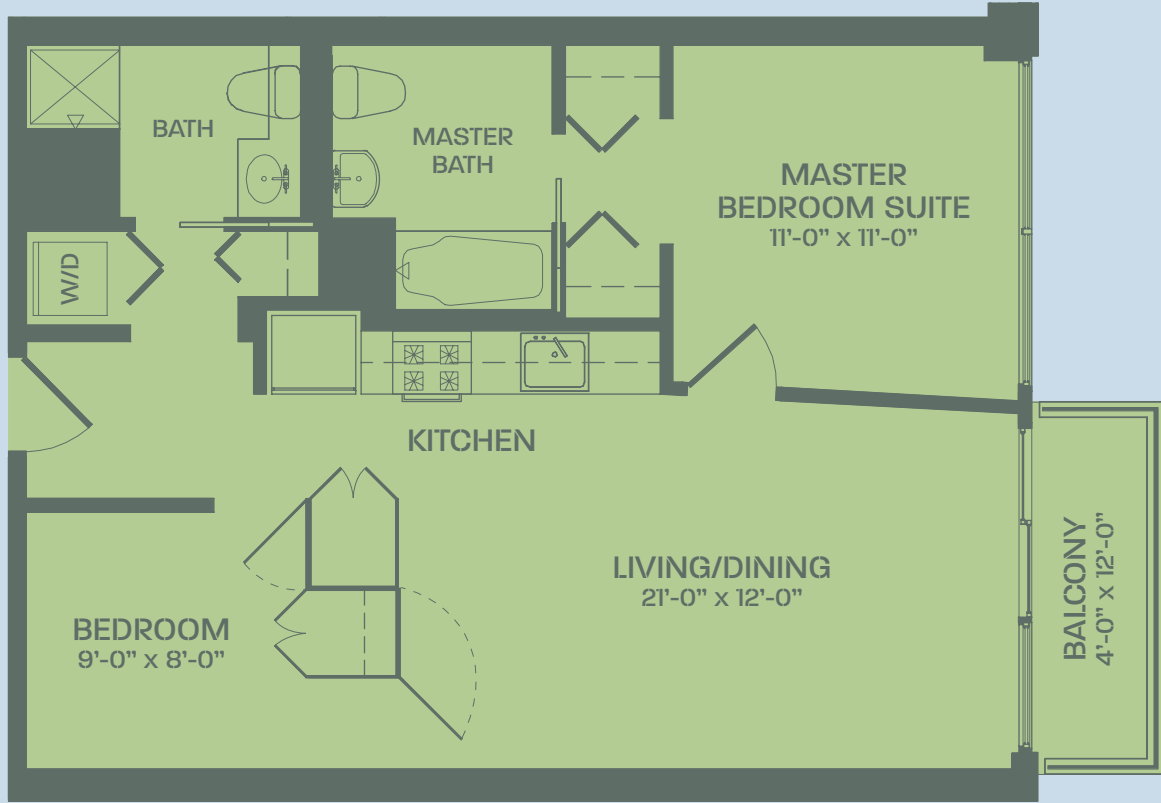 BATH
MASTER
BATH
MASTER
BEDROOM SUITE
11'-0” x 11'-0”
W/D
KITCHEN
LIVING/DINING
21'-0” x 12'-0”
BEDROOM
9'-0” x 8'-0”
BALCONY
4'-0” x 12'-0”